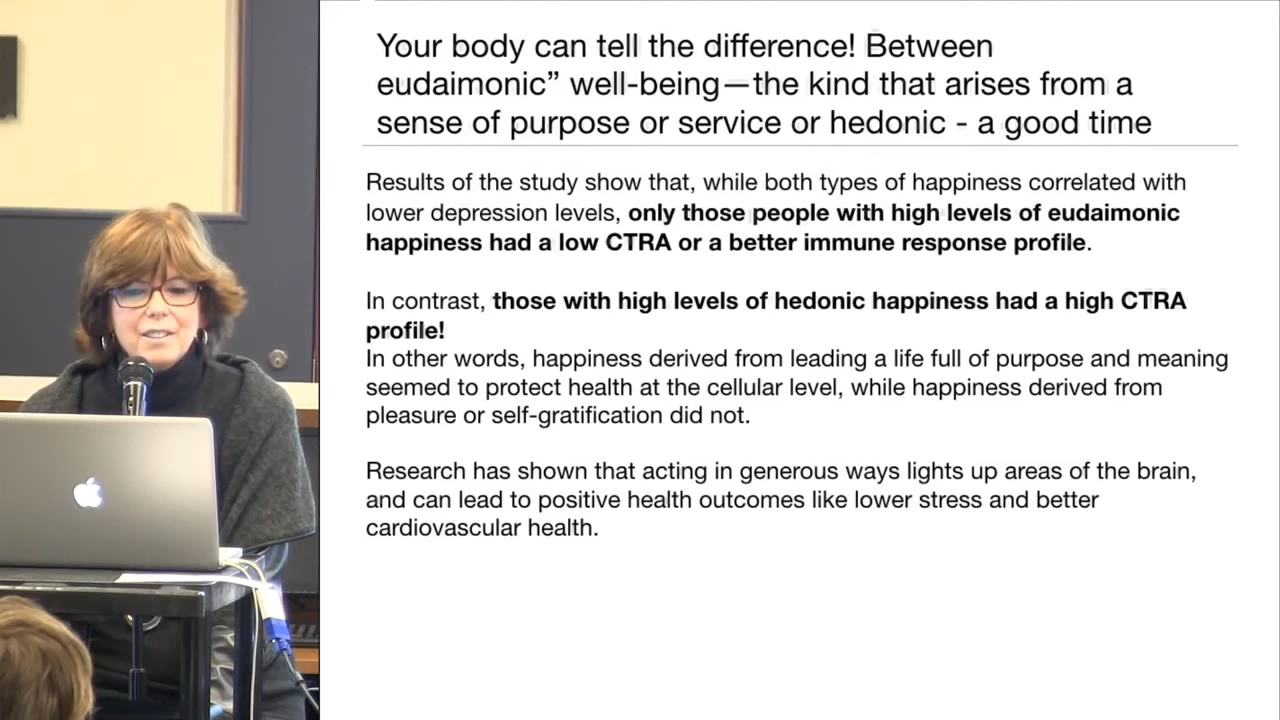 Your body can tell the difference! Between
eudaimonic” well-being—the kind that arises from a
sense of purpose or service or hedonic - a good time
Results of the study show that, while both types of happiness correlated with
lower depression levels, only those people with high levels of eudaimonic
happiness had a low CTRA or a better immune response profile.
In contrast, those with high levels of hedonic happiness had a high CTRA
profile!
In other words, happiness derived from leading a life full of purpose and meaning
seemed to protect health at the cellular level, while happiness derived from
pleasure or self-gratification did not.
Research has shown that acting in generous ways lights up areas of the brain,
and can lead to positive health outcomes like lower stress and better
cardiovascular health.